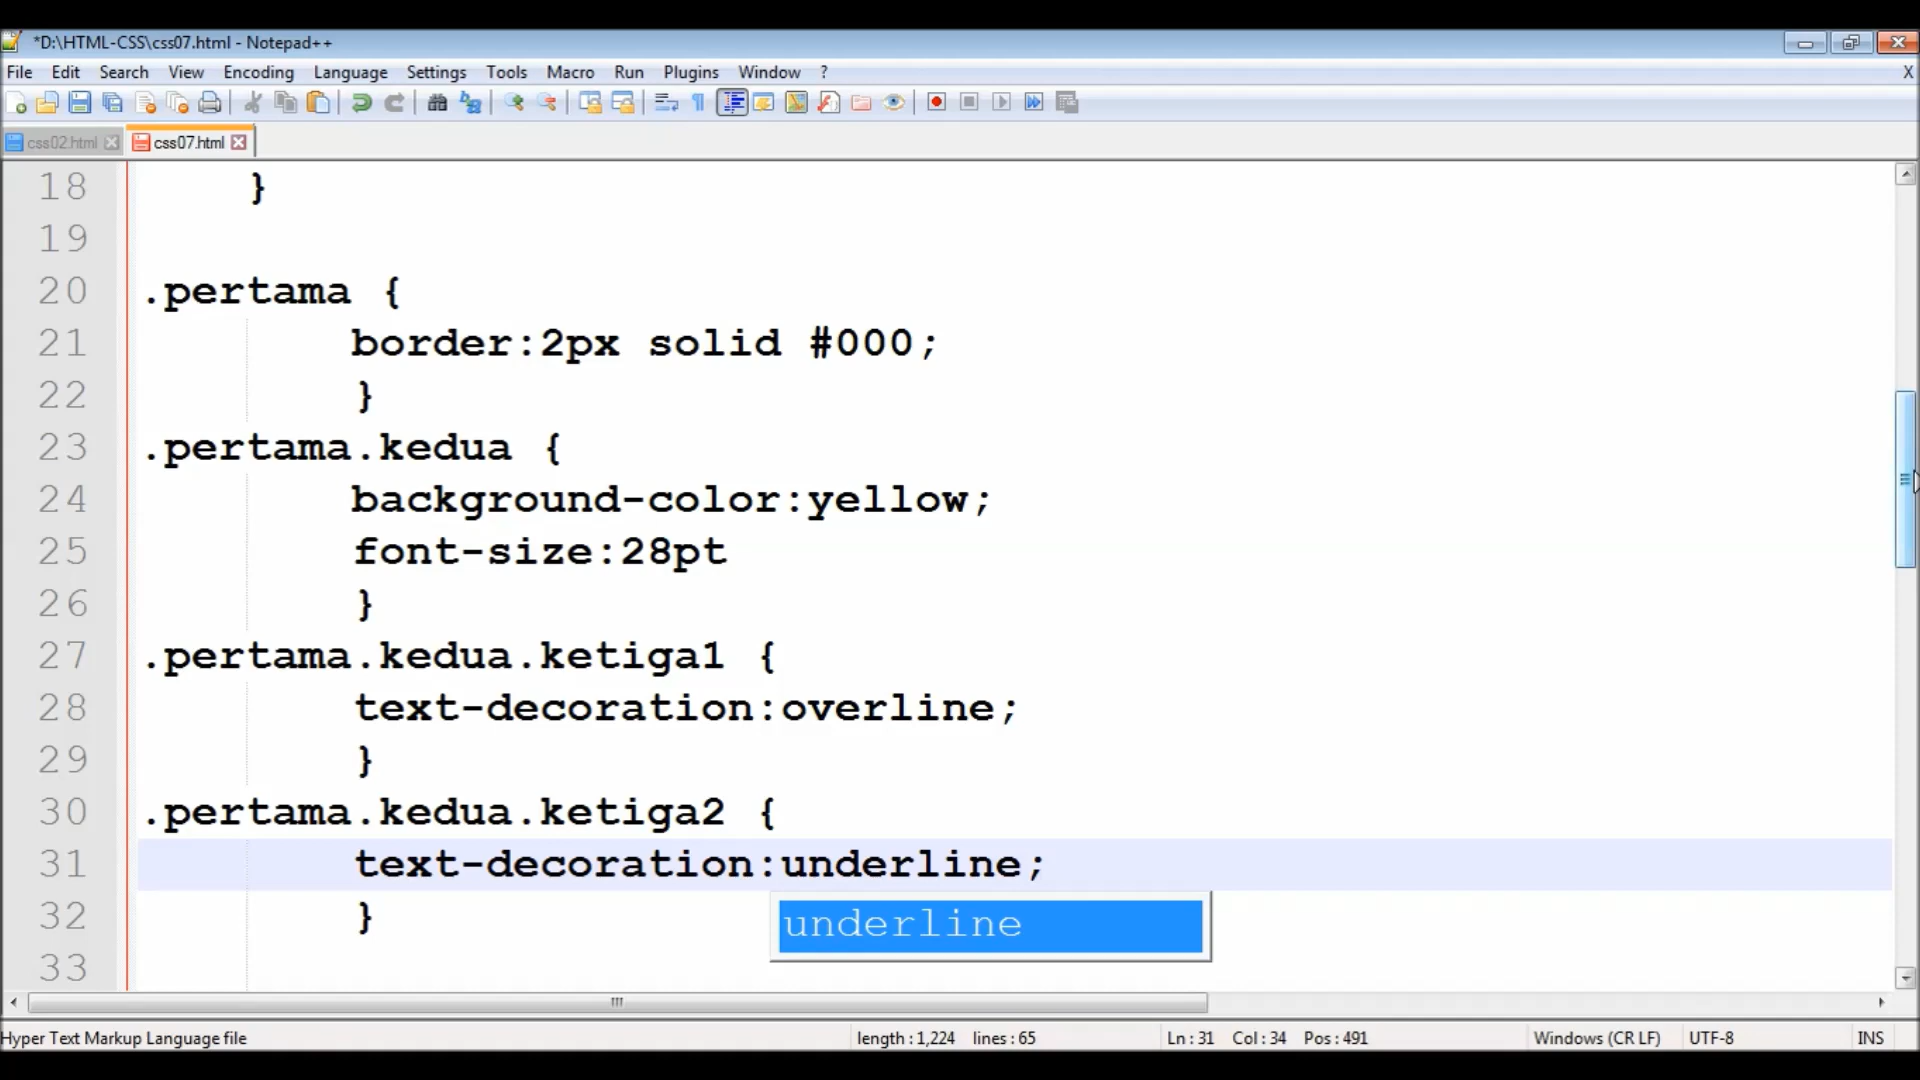 *D:\HTML-CSS\css07.html - Notepad++
File Edit Search View Encoding Language Settings Tools Macro Run Plugins Window ? X
css02.html css07.html
18 }
19
20 .pertama {
21 border:2px solid #000;
22 }
23 .pertama.kedua {
24 background-color:yellow;
25 font-size:28pt
26 }
27 .pertama.kedua.ketiga1 {
28 text-decoration:overline;
29 }
30 .pertama.kedua.ketiga2 {
31 text-decoration:underline;
32 }
underline
33
Hyper Text Markup Language file length : 1,224 lines : 65 Ln : 31 Col : 34 Pos : 491 Windows (CR LF) UTF-8 INS